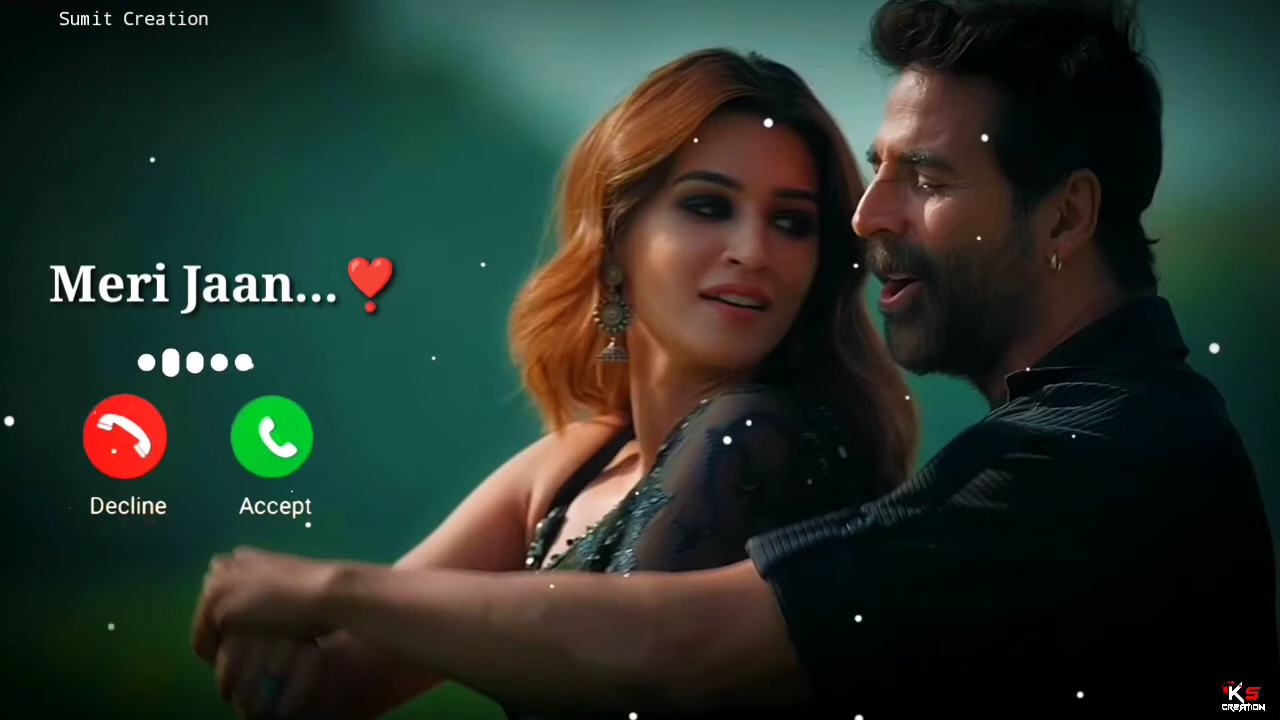 Sumit Creation
Meri Jaan...❣️
Decline
Accept
KS
CREATION